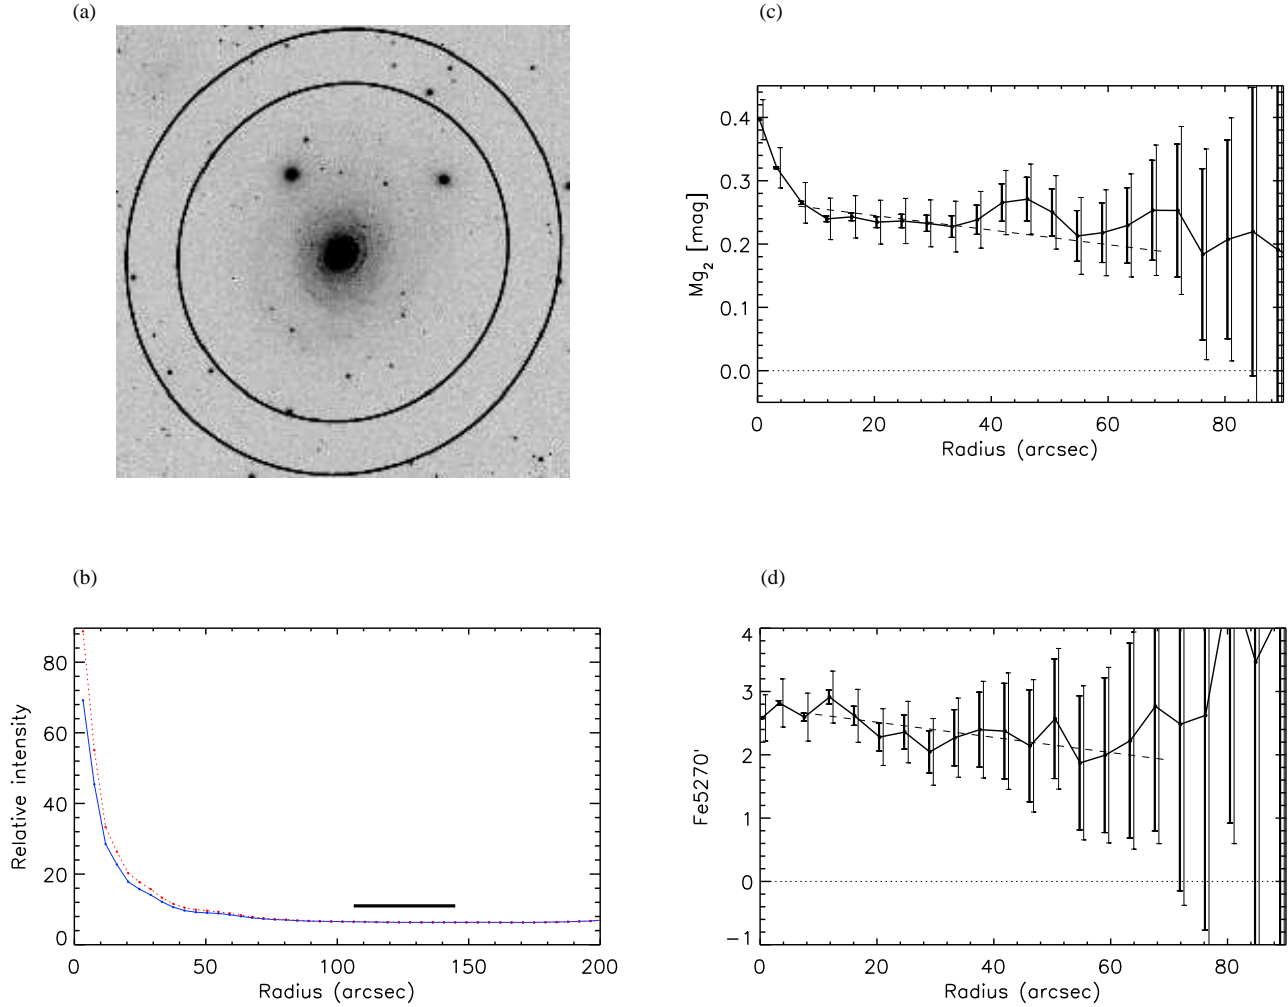 (a)
(b)
Relative intensity
80
60
40
20
0
0 50 100 150 200
Radius (arcsec)
(c)
Mg2 [mag]
0.4
0.3
0.2
0.1
0.0
0 20 40 60 80
Radius (arcsec)
(d)
Fe5270'
4
3
2
1
0
−1
0 20 40 60 80
Radius (arcsec)